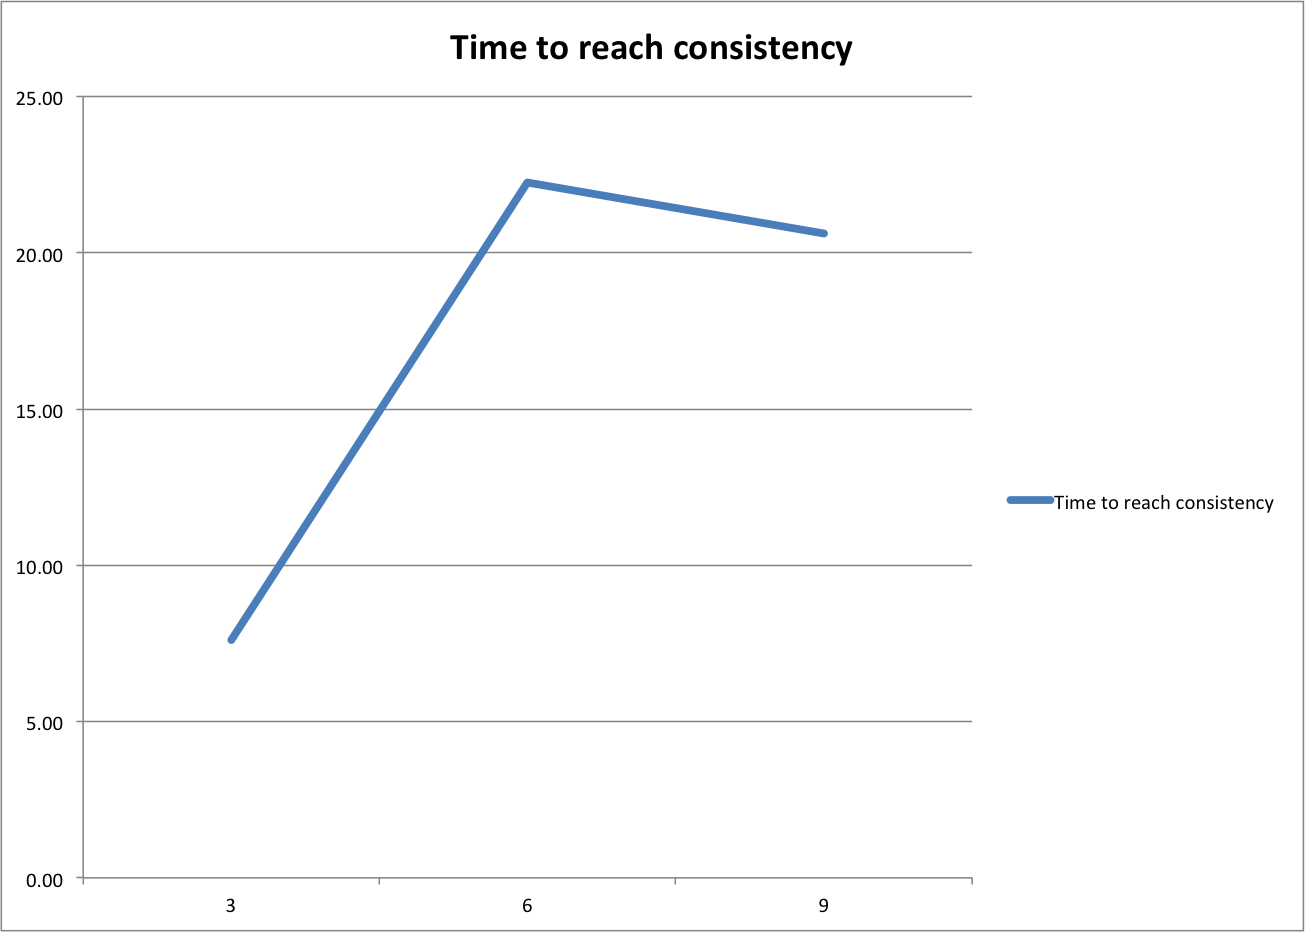 Time to reach consistency
25.00
20.00
15.00
10.00
5.00
0.00
3 6 9
Time to reach consistency